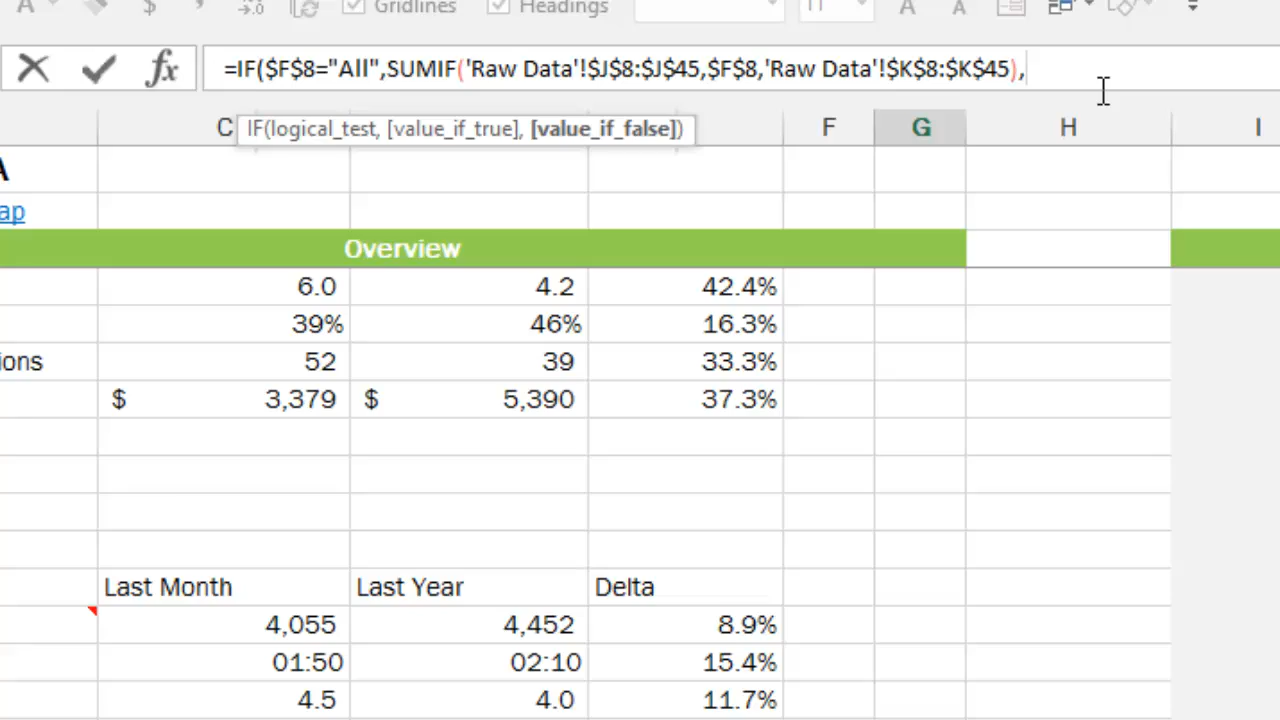 A $ , .00 Gridlines Headings 11 A A
fx =IF($F$8="All",SUMIF('Raw Data'!$J$8:$J$45,$F$8,'Raw Data'!$K$8:$K$45),
IF(logical_test, [value_if_true], [value_if_false])
C F G H I
A
ap
Overview
6.0 4.2 42.4%
39% 46% 16.3%
ions 52 39 33.3%
$ 3,379 $ 5,390 37.3%
Last Month Last Year Delta
4,055 4,452 8.9%
01:50 02:10 15.4%
4.5 4.0 11.7%